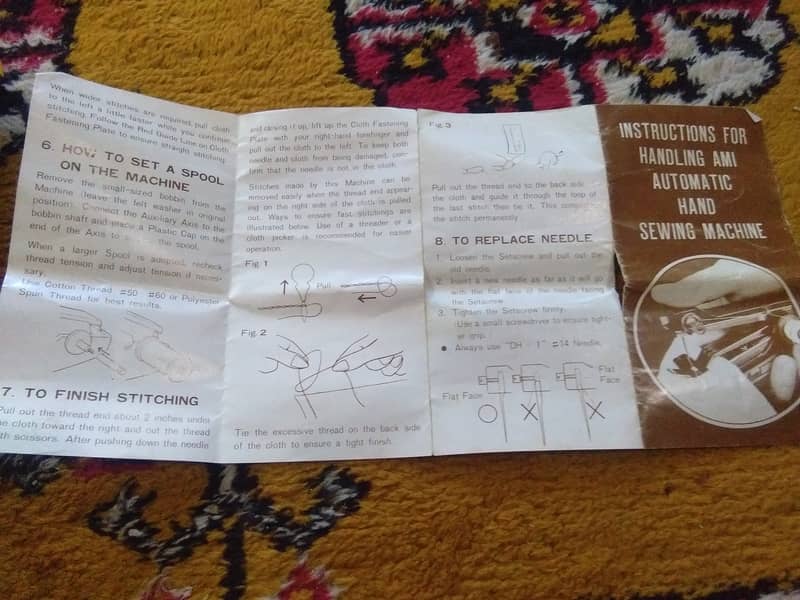 When wider stitches are required, pull cloth
to the left a little faster while you continue
stitching. Follow the Red Guide Line on Cloth
Fastening Plate to ensure straight stitching.
6. HOW TO SET A SPOOL
ON THE MACHINE
Remove the small-sized bobbin from the
Machine (leave the left washer in original
position). Connect the Auxiliary Axis to the
bobbin shaft and place a Plastic Cap on the
end of the Axis to the spool.
When a larger Spool is adopted, recheck
thread tension and adjust tension if neces-
sary.
Use Cotton Thread #50 #60 or Polyester
Spun Thread for best results.
7. TO FINISH STITCHING
Pull out the thread end about 2 inches under
the cloth toward the right and cut the thread
with scissors. After pushing down the needle
and casing it up, lift up the Cloth Fastening
Plate with your right-hand forefinger and
pull out the cloth to the left. To keep both
needle and cloth from being damaged, con-
firm that the needle is not in the cloth.
Stitches made by this Machine can be
removed easily when the thread end appear-
ing on the right side of the cloth is pulled
out. Ways to ensure fast stitchings are
illustrated below. Use of a threader or a
cloth proker is recommended for easier
operation.
Fig. 1
Pull
Fig. 2
Tie the excessive thread on the back side
of the cloth to ensure a tight finish.
Fig. 3
Pull out the thread end to the back side
the cloth and guide it through the loop of
the last stitch then tie it. This
the stitch permanently.
8. TO REPLACE NEEDLE
1. Loosen the Setscrew and pull out the
old needle.
2. Insert a new needle as far as it will go
with the flat face of the needle facing
the Setscrew.
3. Tighten the Setscrew firmly.
Use a small screwdriver to ensure tight-
er grip.
● Always use "DH - 1" #14 Needle.
Flat
Face
Flat Face
○ X X
INSTRUCTIONS FOR
HANDLING AMI
AUTOMATIC
HAND
SEWING MACHINE